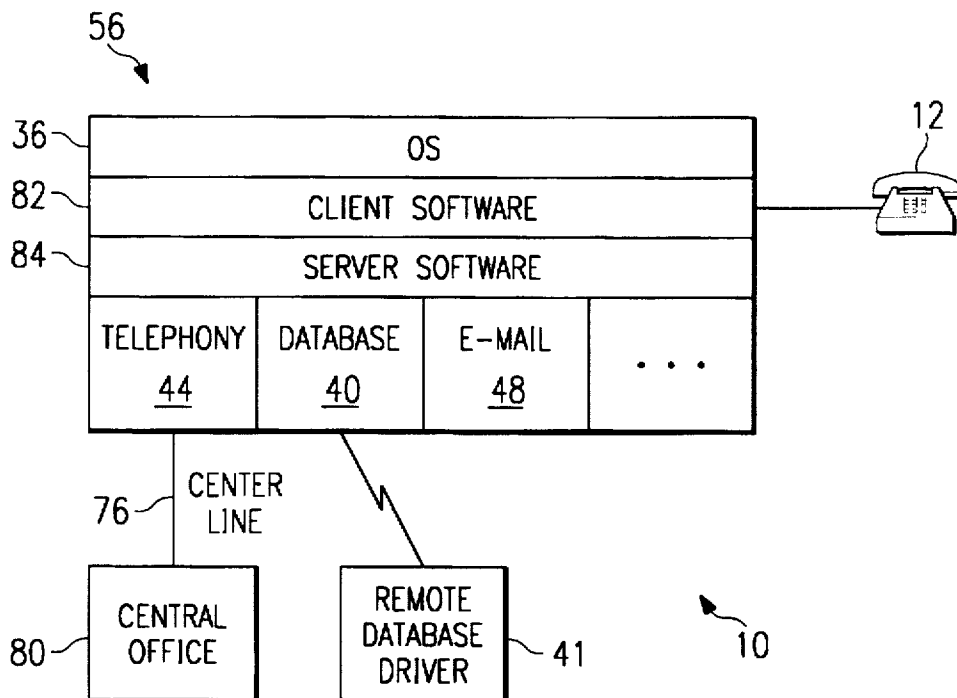 56
12
36
OS
82
CLIENT SOFTWARE
84
SERVER SOFTWARE
TELEPHONY
44
DATABASE
40
E-MAIL
48
• • •
76
CENTER
LINE
80
CENTRAL
OFFICE
REMOTE
DATABASE
DRIVER
41
10